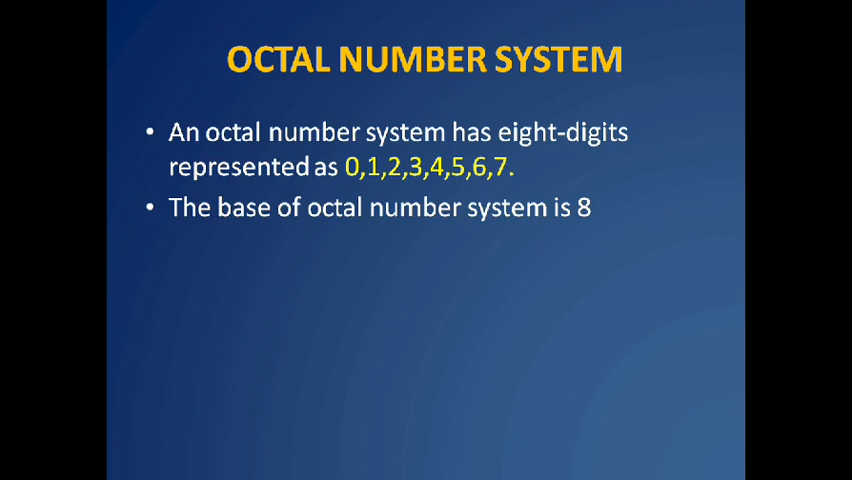 OCTAL NUMBER SYSTEM
• An octal number system has eight-digits
represented as 0,1,2,3,4,5,6,7.
• The base of octal number system is 8